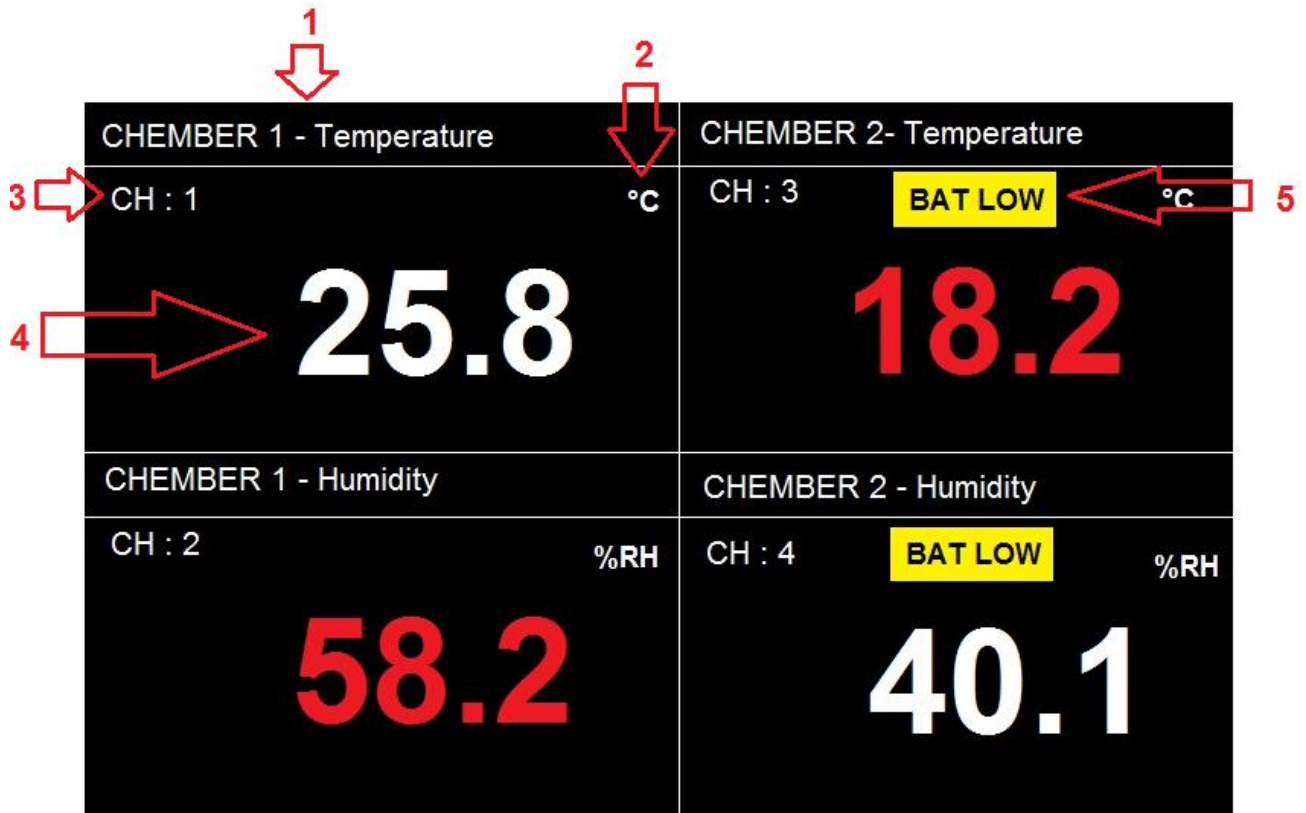 1
2
CHEMBER 1 - Temperature
CHEMBER 2- Temperature
3
CH : 1
°C
CH : 3
BAT LOW
°C
5
4
25.8
18.2
CHEMBER 1 - Humidity
CHEMBER 2 - Humidity
CH : 2
%RH
CH : 4
BAT LOW
%RH
58.2
40.1